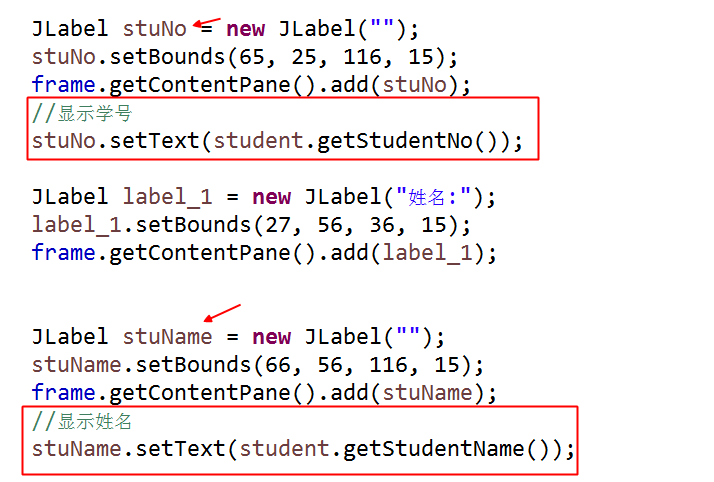 JLabel stuNo = new JLabel("");
stuNo.setBounds(65, 25, 116, 15);
frame.getContentPane().add(stuNo);
//显示学号
stuNo.setText(student.getStudentNo());
JLabel label_1 = new JLabel("姓名:");
label_1.setBounds(27, 56, 36, 15);
frame.getContentPane().add(label_1);
JLabel stuName = new JLabel("");
stuName.setBounds(66, 56, 116, 15);
frame.getContentPane().add(stuName);
//显示姓名
stuName.setText(student.getStudentName());